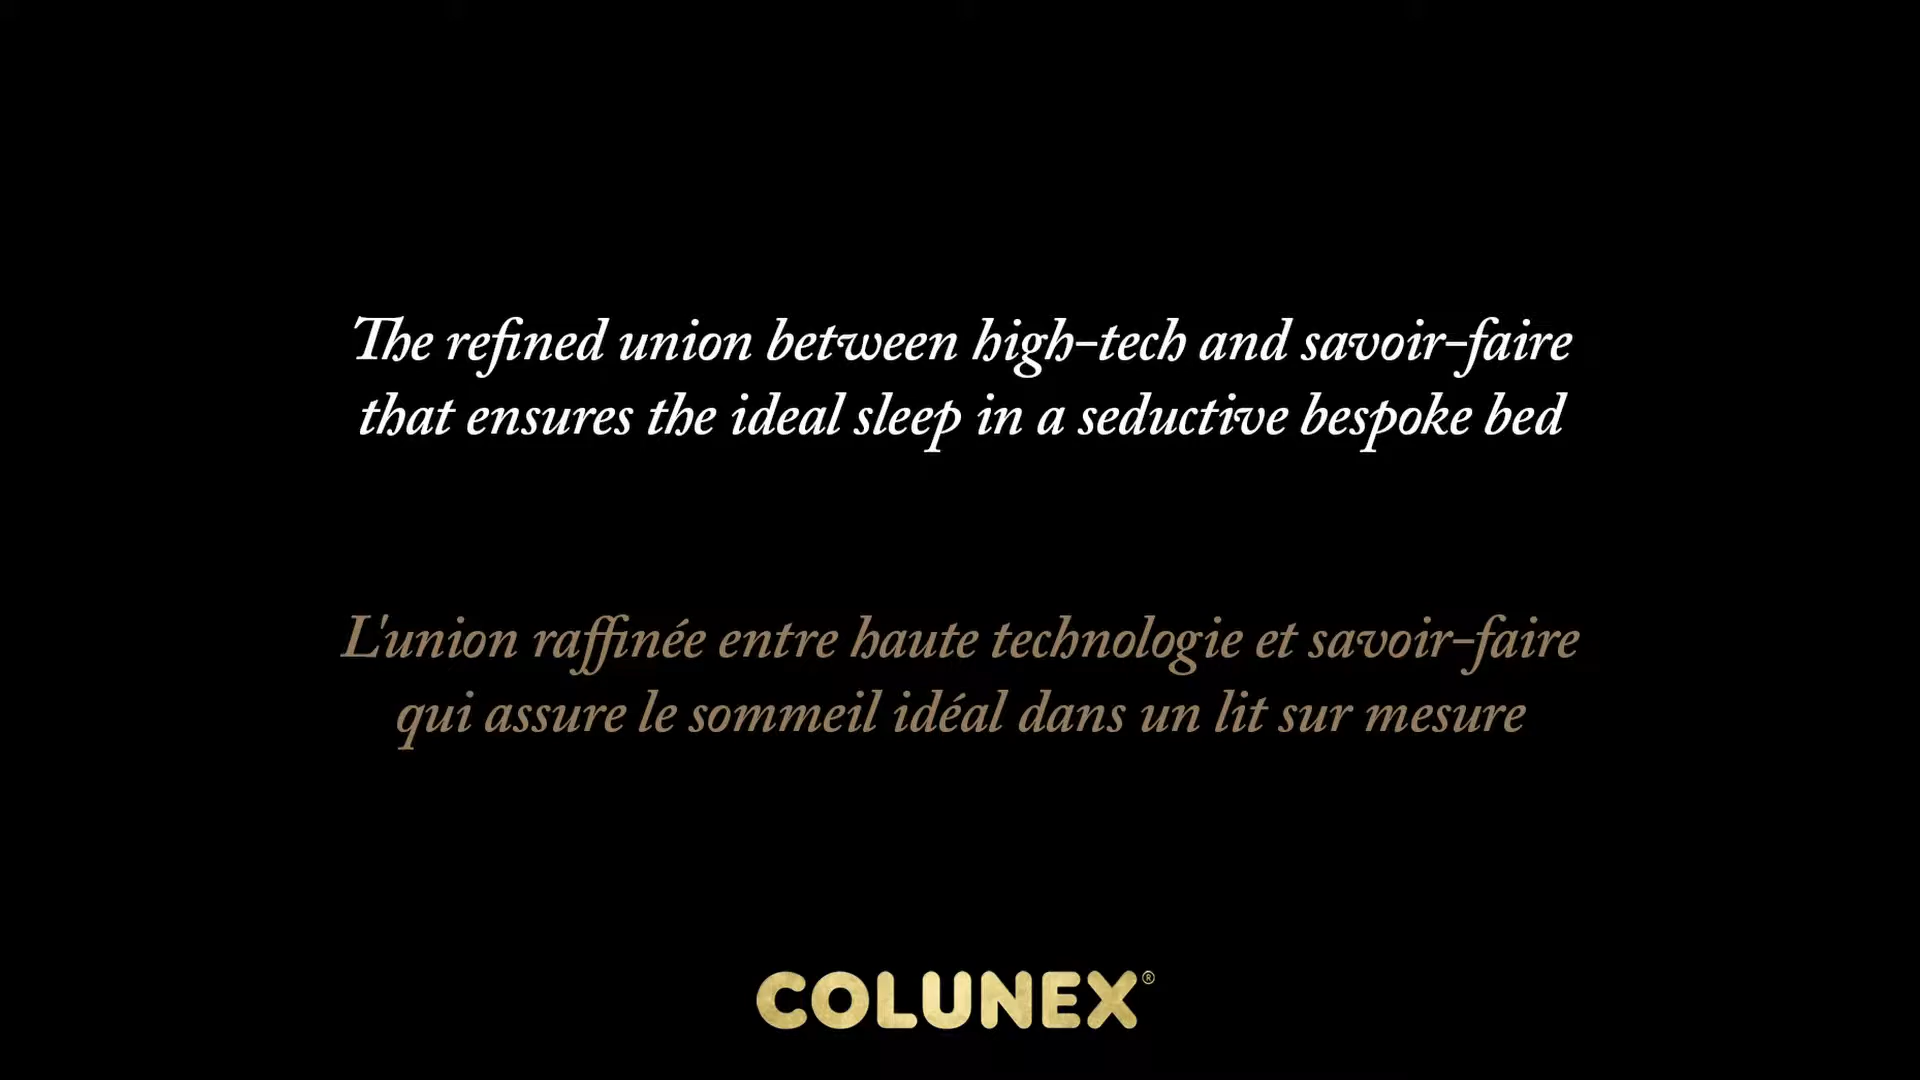 The refined union between high-tech and savoir-faire
that ensures the ideal sleep in a seductive bespoke bed
L'union raffinée entre haute technologie et savoir-faire
qui assure le sommeil idéal dans un lit sur mesure
COLUNEX®